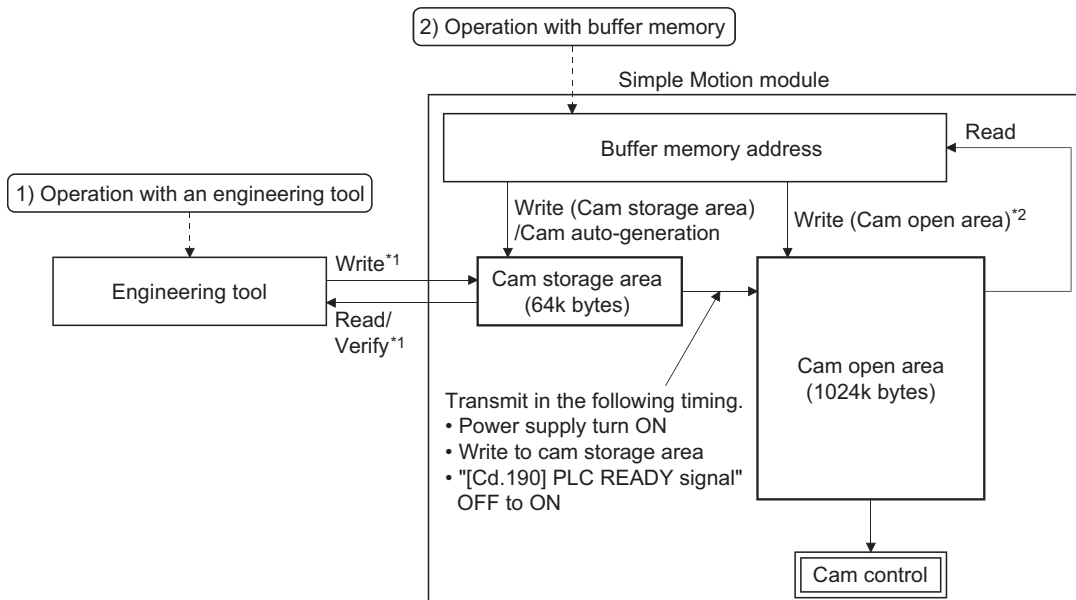 2) Operation with buffer memory
Simple Motion module
Buffer memory address
Read
1) Operation with an engineering tool
Write (Cam storage area)
/Cam auto-generation
Write (Cam open area)*2
Engineering tool
Write*1
Read/
Verify*1
Cam storage area
(64k bytes)
Cam open area
(1024k bytes)
Transmit in the following timing.
• Power supply turn ON
• Write to cam storage area
• "[Cd.190] PLC READY signal"
OFF to ON
Cam control